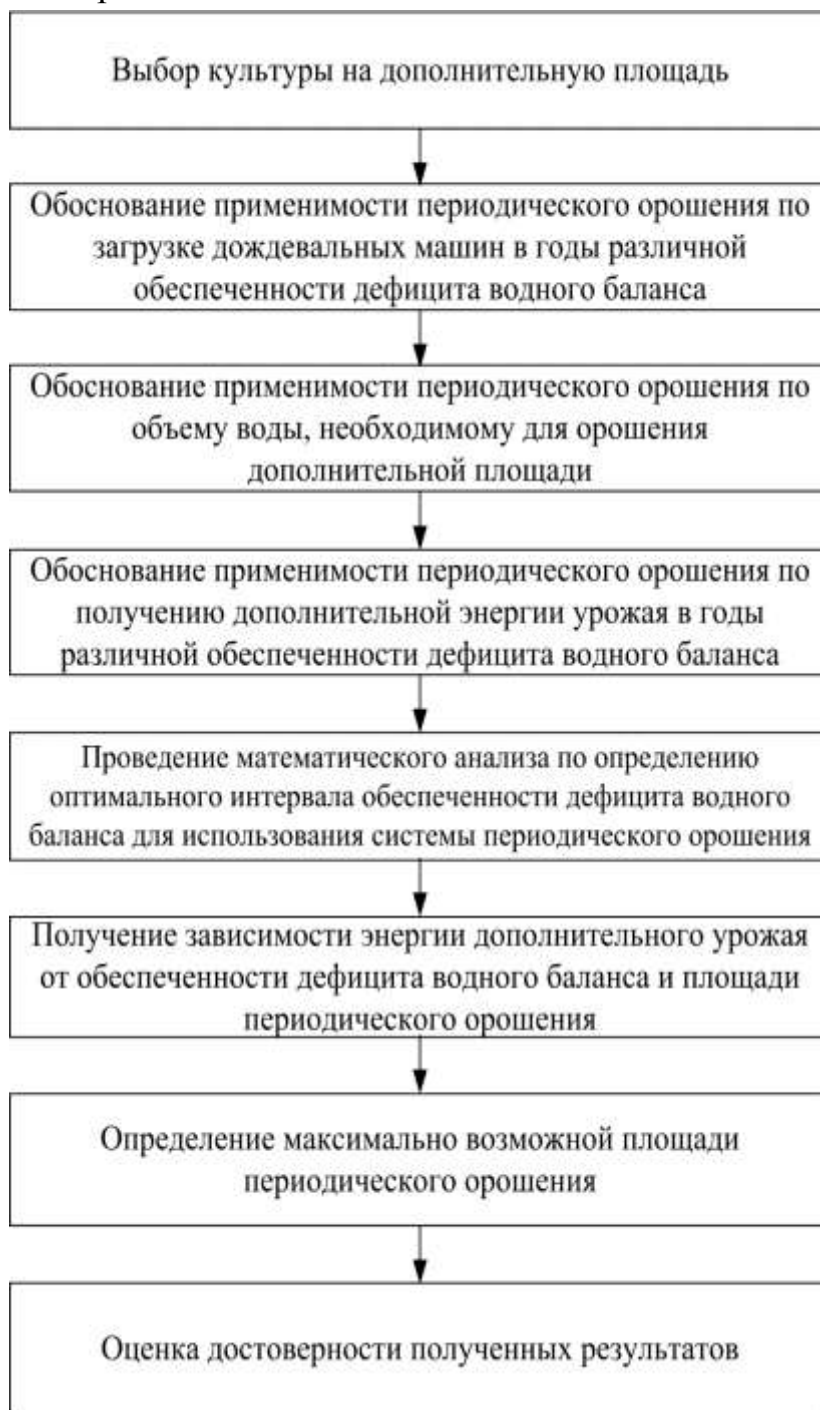 Выбор культуры на дополнительную площадь
Обоснование применимости периодического орошения по
загрузке дождевальных машин в годы различной
обеспеченности дефицита водного баланса
Обоснование применимости периодического орошения по
объему воды, необходимому для орошения
дополнительной площади
Обоснование применимости периодического орошения по
получению дополнительной энергии урожая в годы
различной обеспеченности дефицита водного баланса
Проведение математического анализа по определению
оптимального интервала обеспеченности дефицита водного
баланса для использования системы периодического орошения
Получение зависимости энергии дополнительного урожая
от обеспеченности дефицита водного баланса и площади
периодического орошения
Определение максимально возможной площади
периодического орошения
Оценка достоверности полученных результатов